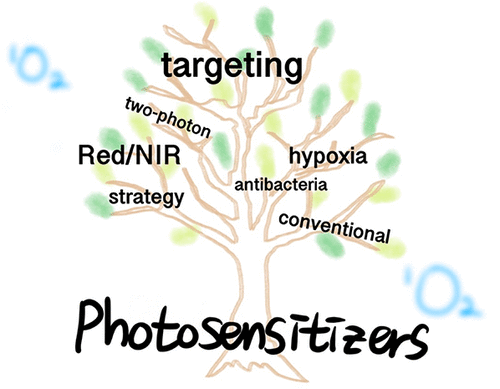 targeting
¹O₂
two-photon
Red/NIR
hypoxia
antibacteria
strategy
conventional
¹O₂
Photosensitizers